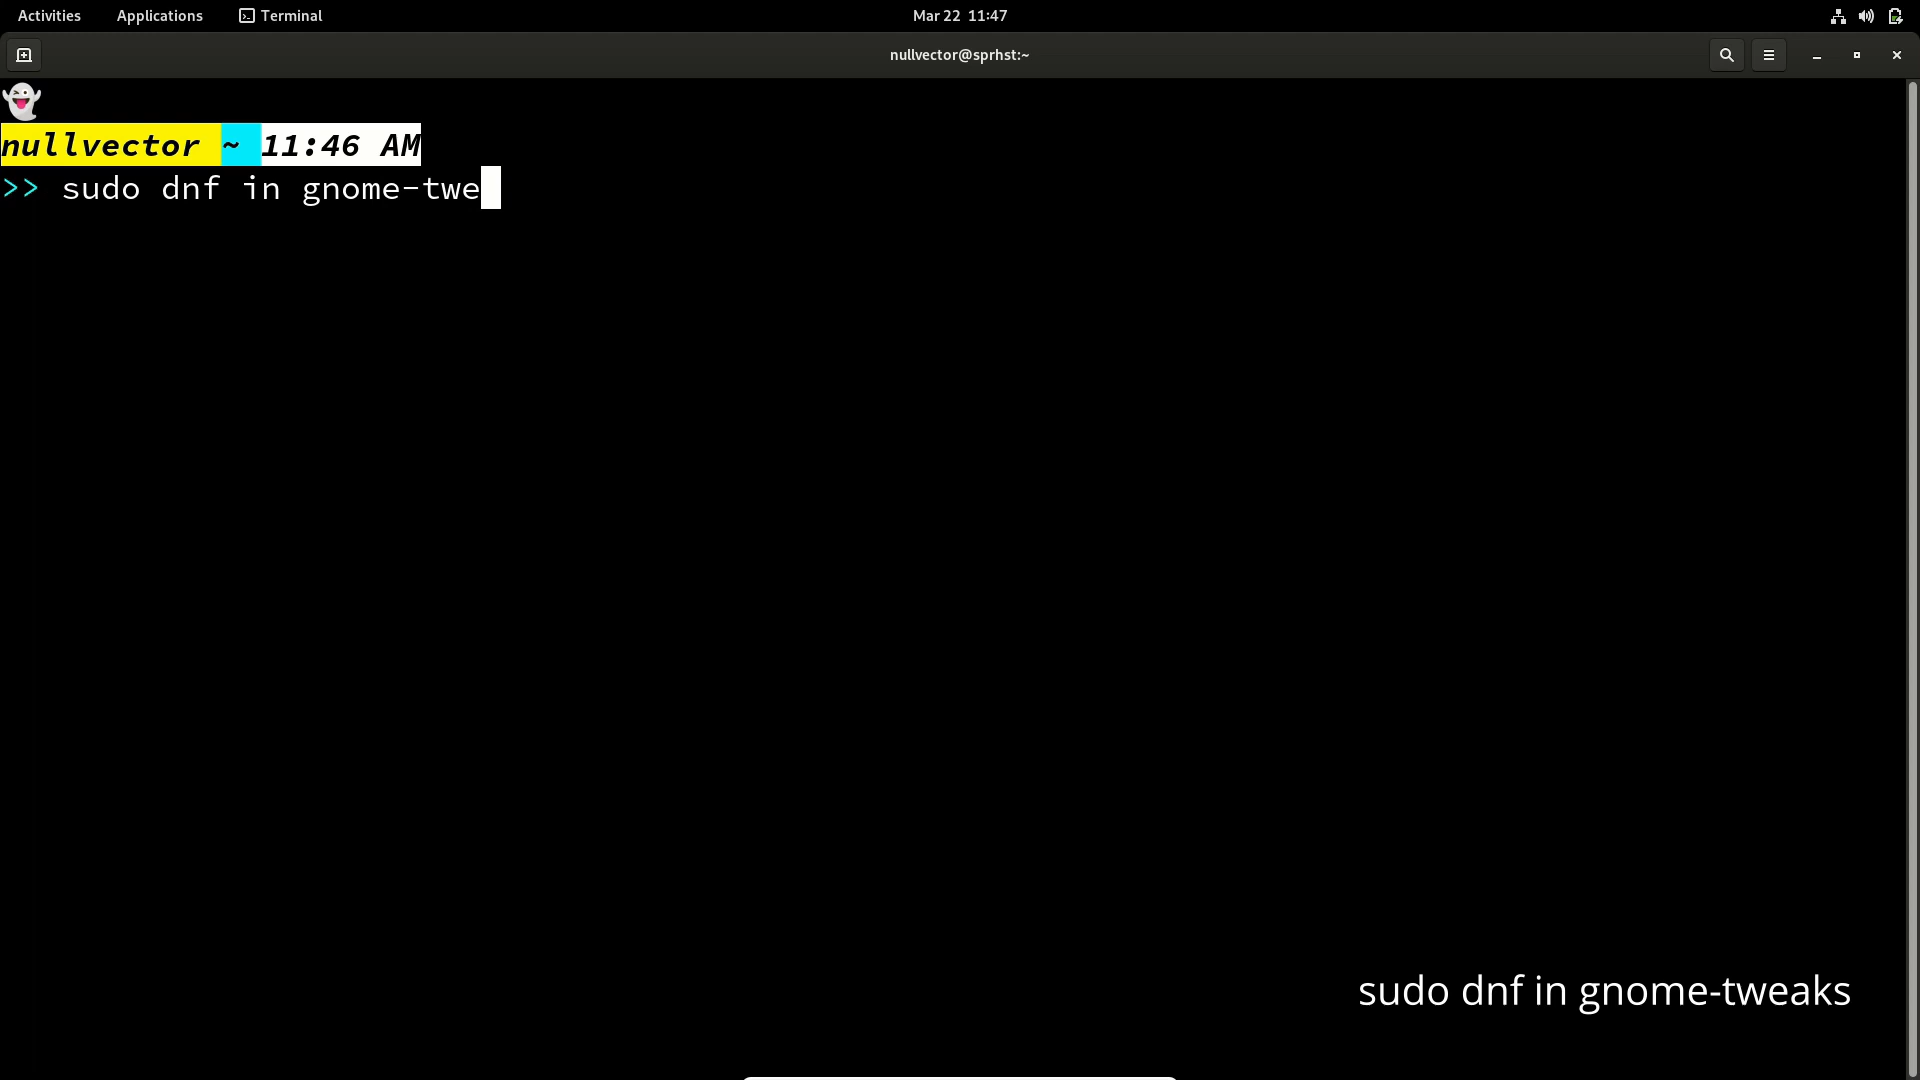 Activities Applications Terminal Mar 22 11:47
nullvector@sprhst:~
nullvector ~ 11:46 AM
>> sudo dnf in gnome-twe
sudo dnf in gnome-tweaks